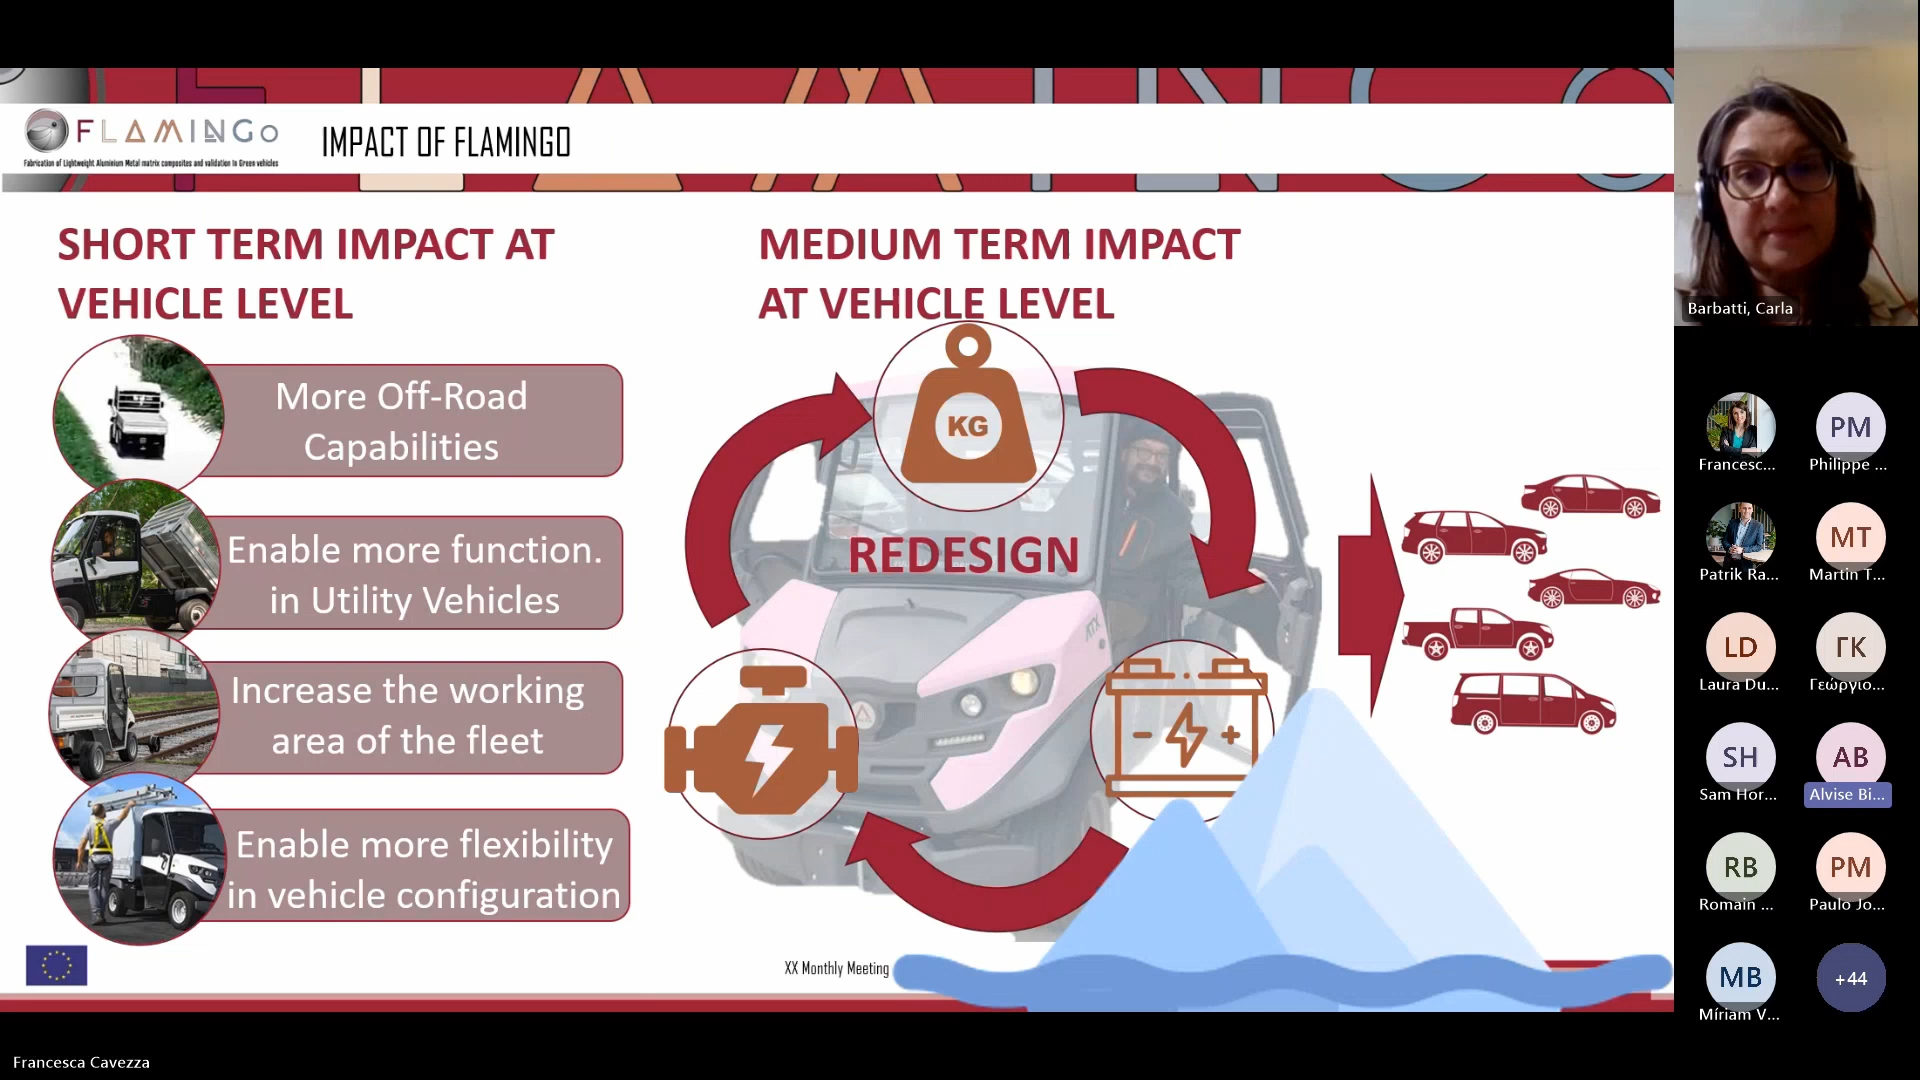 FLAMINGO
FLAMINGo
Fabrication of Lightweight Aluminium Metal matrix composites and validation In Green vehicles
IMPACT OF FLAMINGO
SHORT TERM IMPACT AT
VEHICLE LEVEL
More Off-Road
Capabilities
Enable more function.
in Utility Vehicles
Increase the working
area of the fleet
Enable more flexibility
in vehicle configuration
MEDIUM TERM IMPACT
AT VEHICLE LEVEL
KG
REDESIGN
ATX
XX Monthly Meeting
Barbatti, Carla
Francesc...
PM
Philippe ...
Patrik Ra...
MT
Martin T...
LD
Laura Du...
ΓΚ
Γεώργιο...
SH
Sam Hor...
AB
Alvise Bi...
RB
Romain ...
PM
Paulo Jo...
MB
Míriam V...
+44
Francesca Cavezza